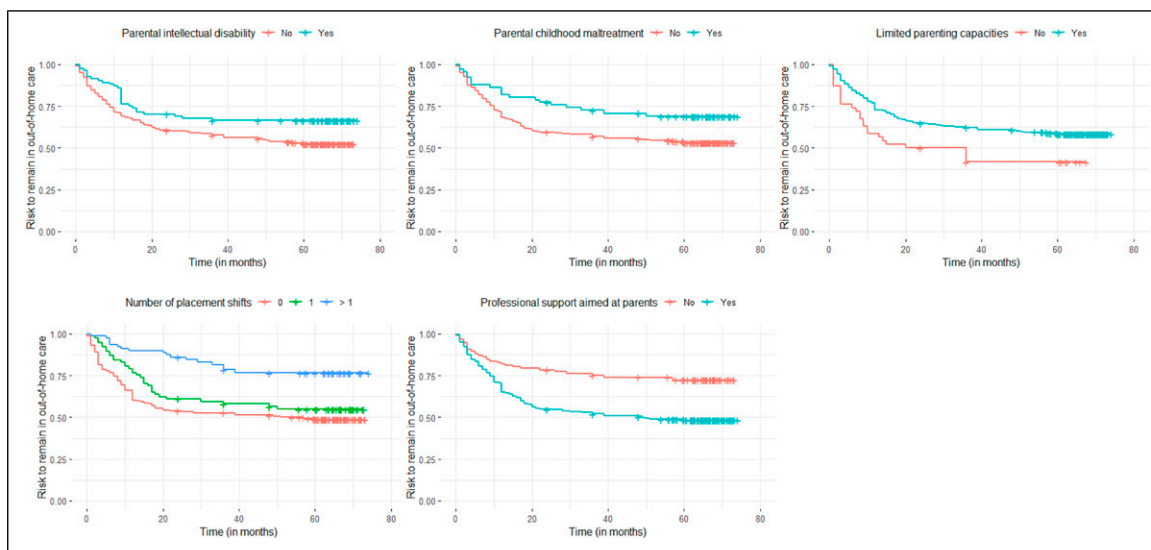 Parental intellectual disability No Yes
Risk to remain in out-of-home care
1.00
0.75
0.50
0.25
0.00
0 20 40 60 80
Time (in months)
Parental childhood maltreatment No Yes
Risk to remain in out-of-home care
1.00
0.75
0.50
0.25
0.00
0 20 40 60 80
Time (in months)
Limited parenting capacities No Yes
Risk to remain in out-of-home care
1.00
0.75
0.50
0.25
0.00
0 20 40 60 80
Time (in months)
Number of placement shifts 0 1 > 1
Risk to remain in out-of-home care
1.00
0.75
0.50
0.25
0.00
0 20 40 60 80
Time (in months)
Professional support aimed at parents No Yes
Risk to remain in out-of-home care
1.00
0.75
0.50
0.25
0.00
0 20 40 60 80
Time (in months)